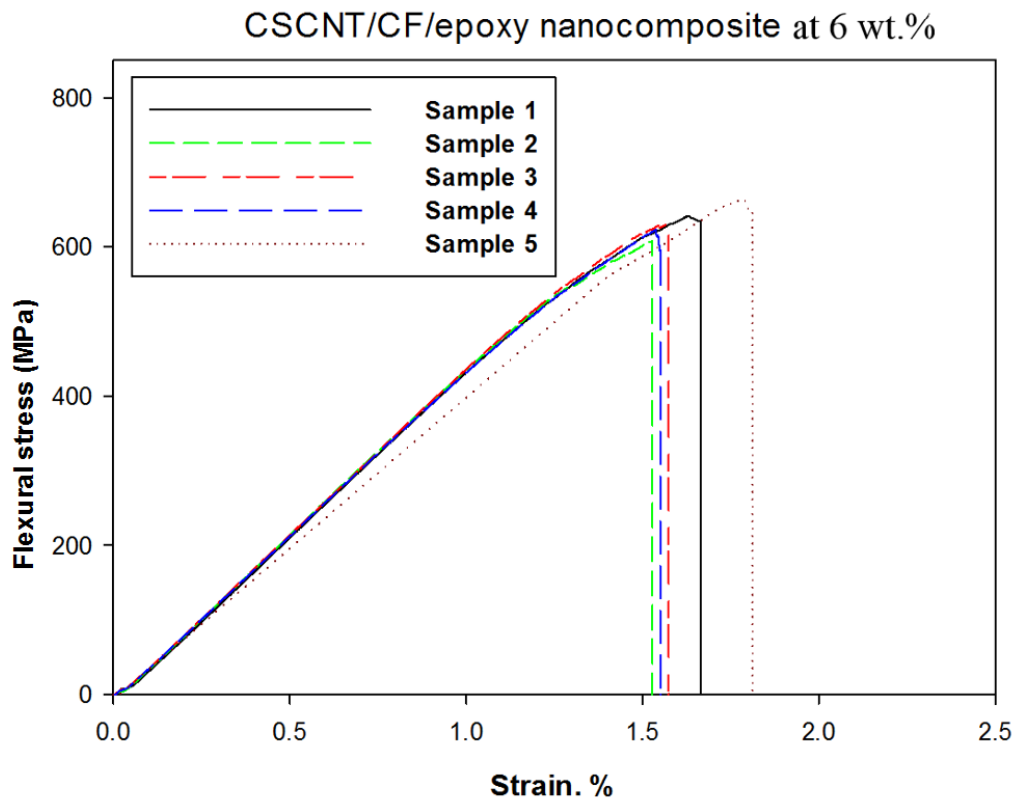 CSCNT/CF/epoxy nanocomposite at 6 wt.%
800
600
400
200
0
Flexural stress (MPa)
Sample 1
Sample 2
Sample 3
Sample 4
Sample 5
0.0 0.5 1.0 1.5 2.0 2.5
Strain. %